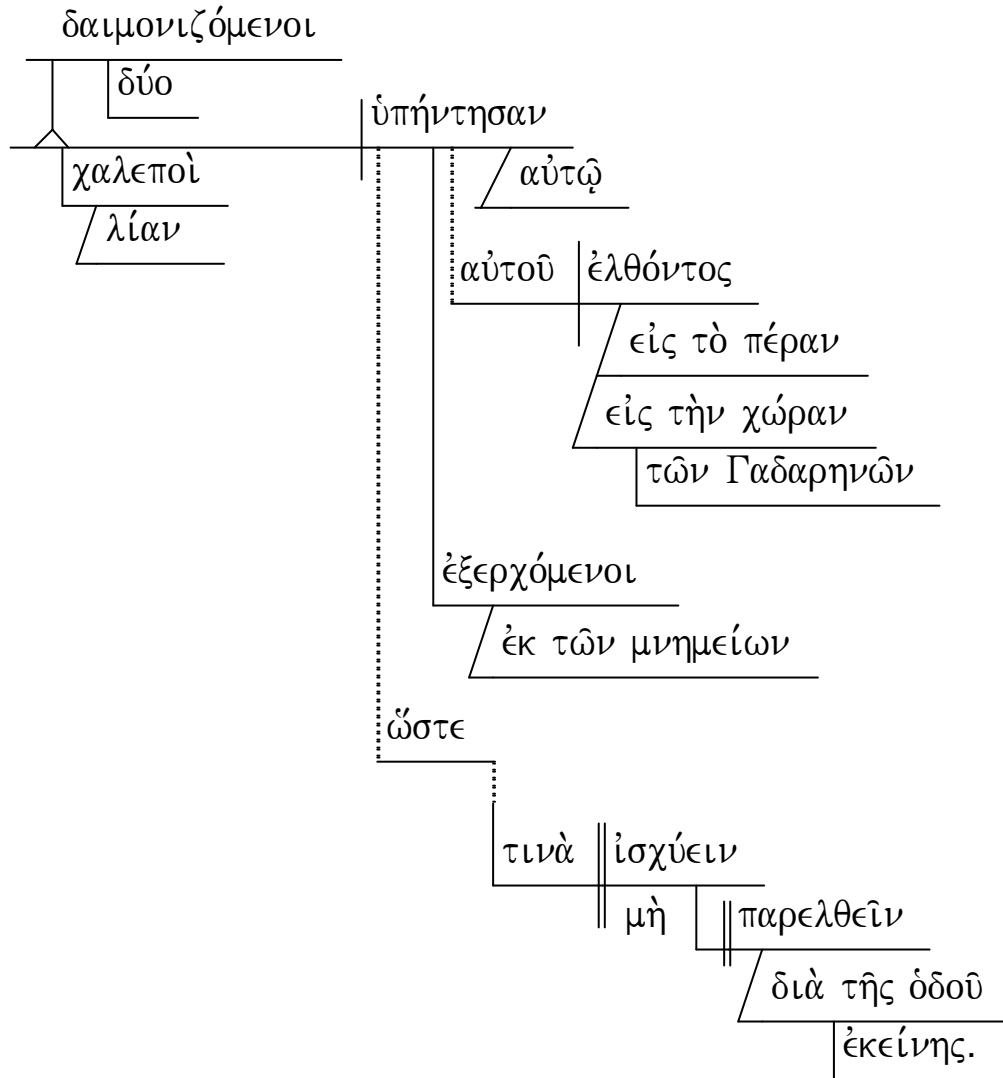 δαιμονιζόμενοι
δύο
ὑπήντησαν
χαλεποὶ
αὐτῷ
λίαν
αὐτοῦ ἐλθόντος
εἰς τὸ πέραν
εἰς τὴν χώραν
τῶν Γαδαρηνῶν
ἐξερχόμενοι
ἐκ τῶν μνημείων
ὥστε
τινὰ ἰσχύειν
μὴ παρελθεῖν
διὰ τῆς ὁδοῦ
ἐκείνης.